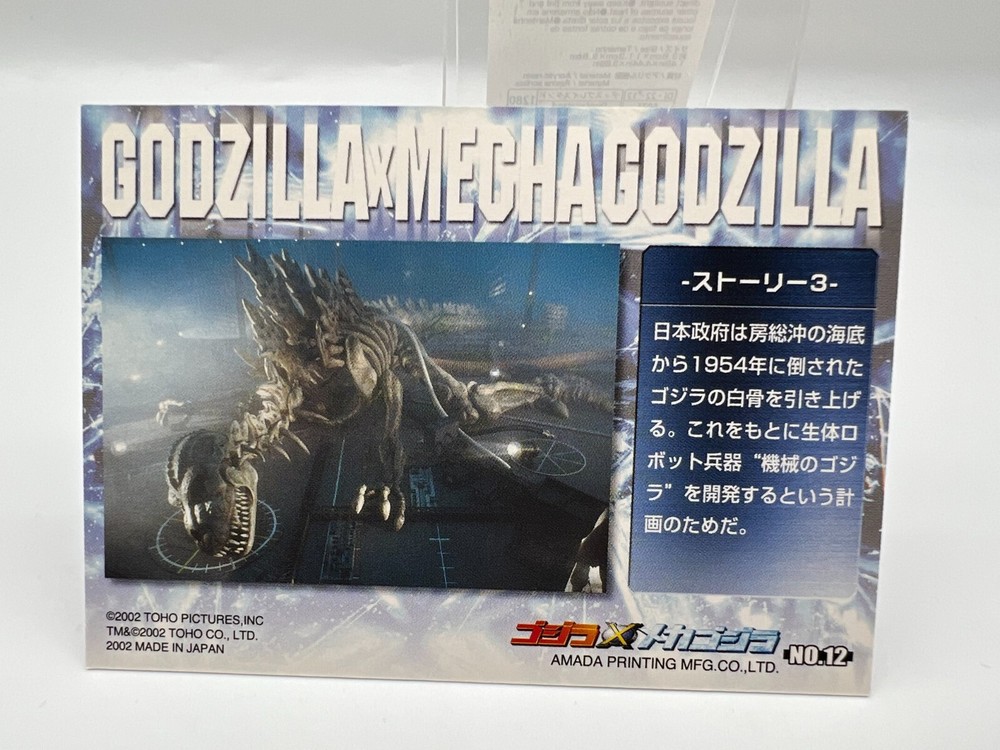 GODZILLA X MECHAGODZILLA
-ストーリー3-
日本政府は房総沖の海底
から1954年に倒された
ゴジラの白骨を引き上げ
る。これをもとに生体ロ
ボット兵器“機械のゴジ
ラ”を開発するという計
画のためだ。
©2002 TOHO PICTURES,INC
TM&©2002 TOHO CO., LTD.
2002 MADE IN JAPAN
ゴジラ X メカゴジラ
AMADA PRINTING MFG.CO.,LTD.
NO.12